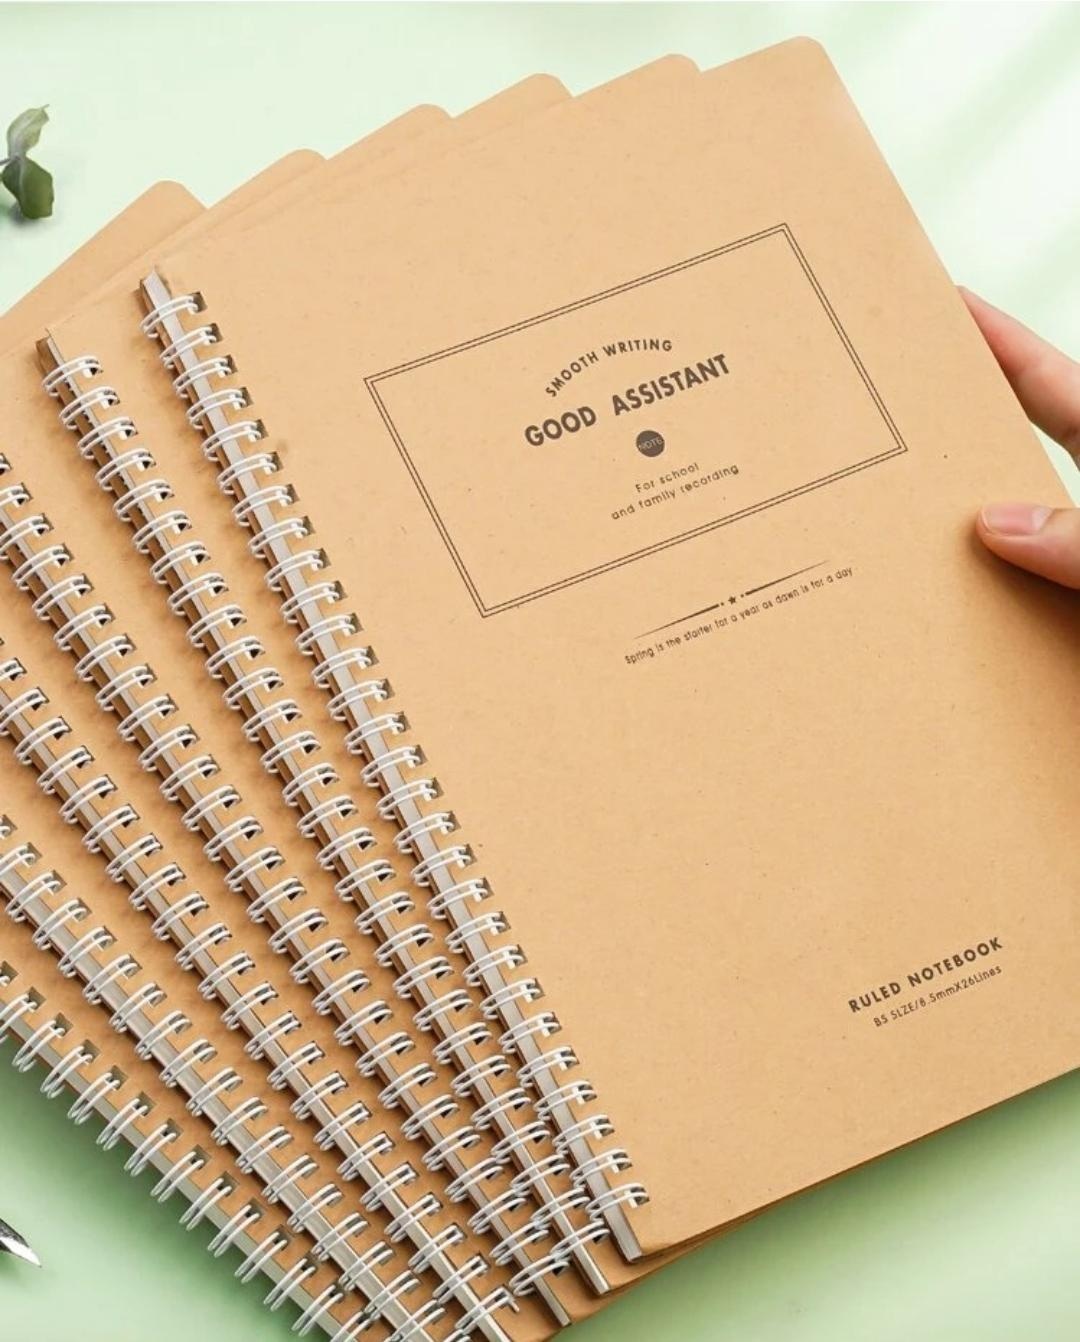 SMOOTH WRITING
GOOD ASSISTANT
NOTE
For school
and family recording
Spring is the starter for a year as dawn is for a day
RULED NOTEBOOK
B5 SLZE/8.5mmX26Lines